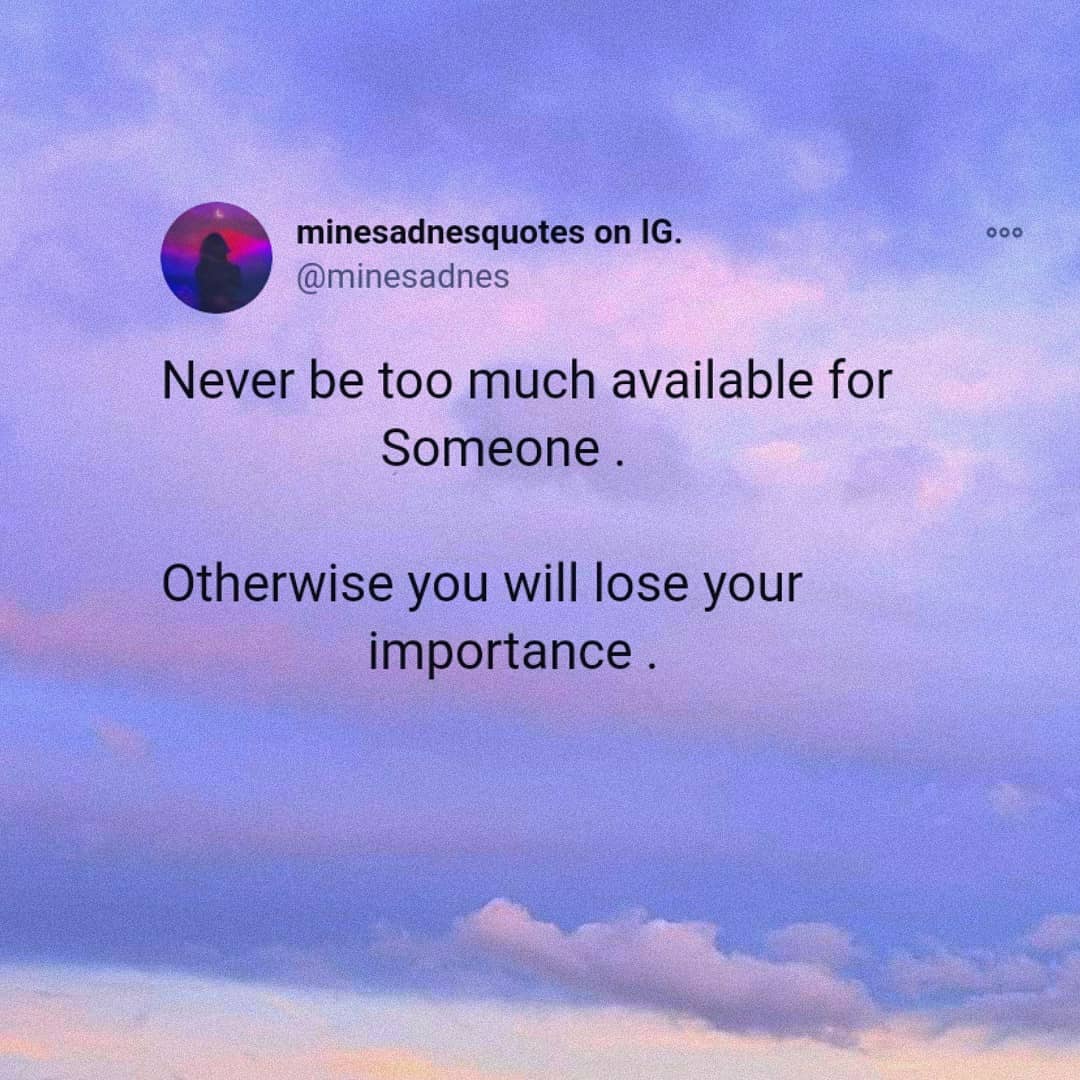 minesadnesquotes on IG.
@minesadnes
Never be too much available for
Someone .
Otherwise you will lose your
importance .